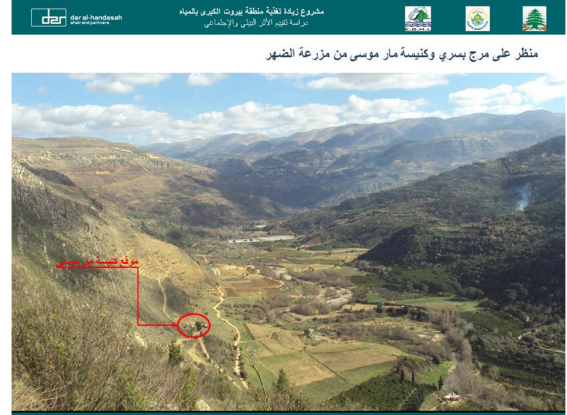 dar
dar al-handasah
shair and partners
مشروع زيادة تغذية منطقة بيروت الكبرى بالمياه
دراسة تقييم الأثر البيئي والإجتماعي
منظر على مرج بسري وكنيسة مار موسى من مزرعة الضهر
موقع كنيسة مار موسى